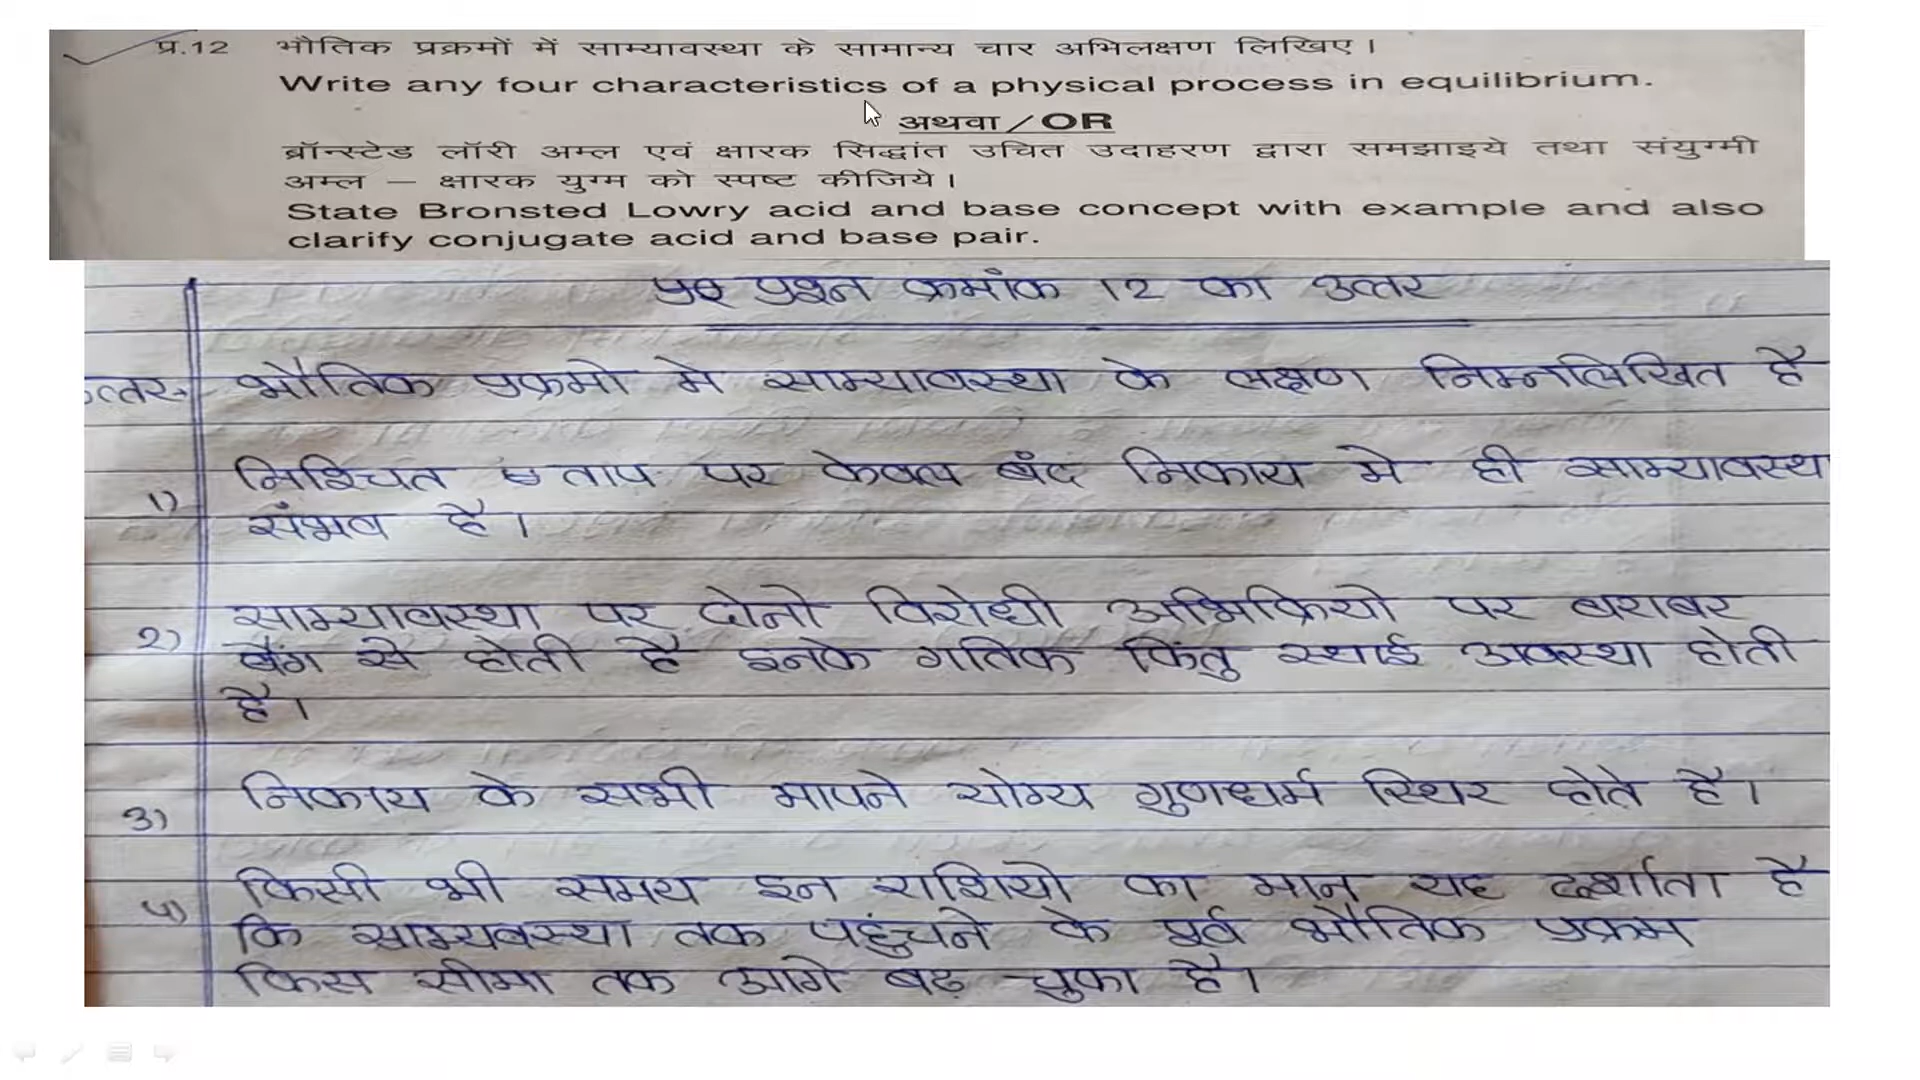 प्र.12 भौतिक प्रक्रमों में साम्यावस्था के सामान्य चार अभिलक्षण लिखिए।
Write any four characteristics of a physical process in equilibrium.
अथवा/OR
ब्रॉन्स्टेड लॉरी अम्ल एवं क्षारक सिद्धांत उचित उदाहरण द्वारा समझाइये तथा संयुग्मी
अम्ल – क्षारक युग्म को स्पष्ट कीजिये।
State Bronsted Lowry acid and base concept with example and also
clarify conjugate acid and base pair.
प्रश्न क्रमांक 12 का उत्तर
त्तर- भौतिक प्रक्रमो मे साम्यावस्था के लक्षण निम्नलिखित है
1) निश्चित ताप पर केवल बंद निकाय मे ही साम्यावस्थ
संभव है।
2) साम्यावस्था पर दोनो विरोधी अभिक्रियो पर बराबर
बैंग से होती है इनके गतिक किंतु स्थाई अवस्था होती
है।
3) निकाय के सभी मापने योग्य गुणधर्म स्थिर होते है।
4) किसी भी समय इन राशियो का मान यह दर्शाता है
कि साम्यवस्था तक पहुंचने के पूर्व भौतिक प्रक्रम
किस सीमा तक आगे बढ़ चुका है।